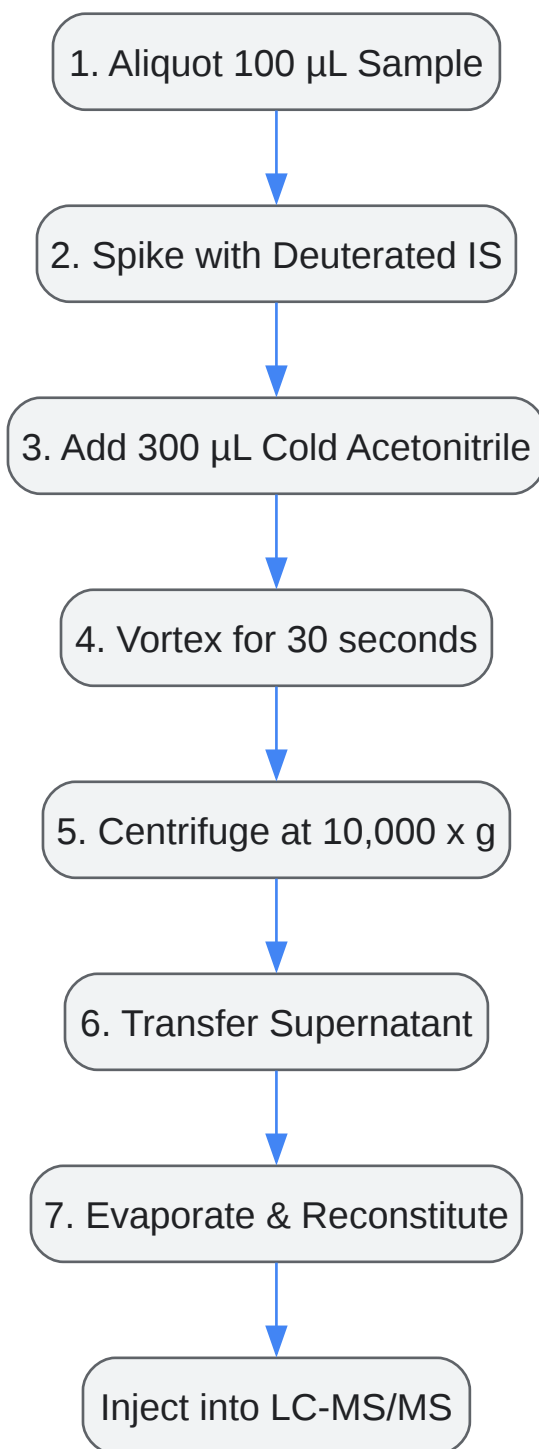 1. Aliquot 100 µL Sample
2. Spike with Deuterated IS
3. Add 300 µL Cold Acetonitrile
4. Vortex for 30 seconds
5. Centrifuge at 10,000 x g
6. Transfer Supernatant
7. Evaporate & Reconstitute
Inject into LC-MS/MS